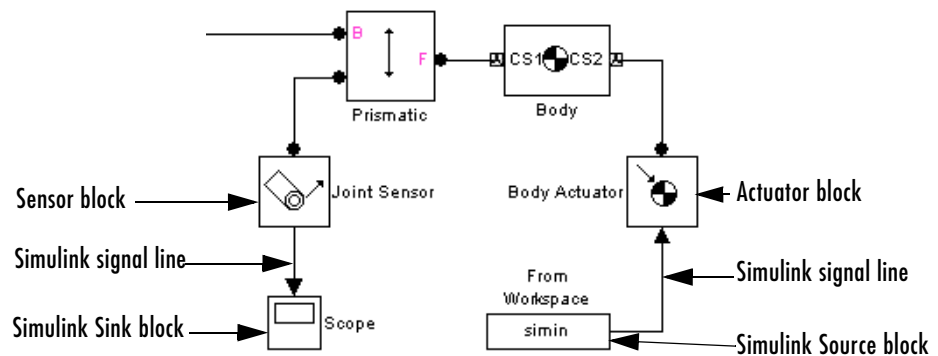 B
F
CS1 CS2
Prismatic
Body
Sensor block
Joint Sensor
Body Actuator
Actuator block
Simulink signal line
From
Workspace
Simulink signal line
Simulink Sink block
Scope
simin
Simulink Source block